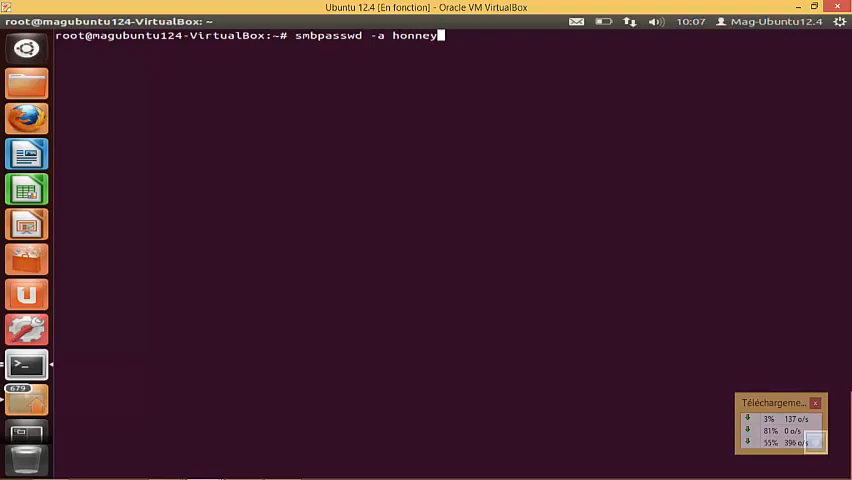 Ubuntu 12.4 [En fonction] - Oracle VM VirtualBox
root@magubuntu124-VirtualBox: ~
10:07
Mag-Ubuntu12.4
root@magubuntu124-VirtualBox:~# smbpasswd -a honney
679
Téléchargeme... x
3% 137 o/s
81% 0 o/s
55% 396 o/s